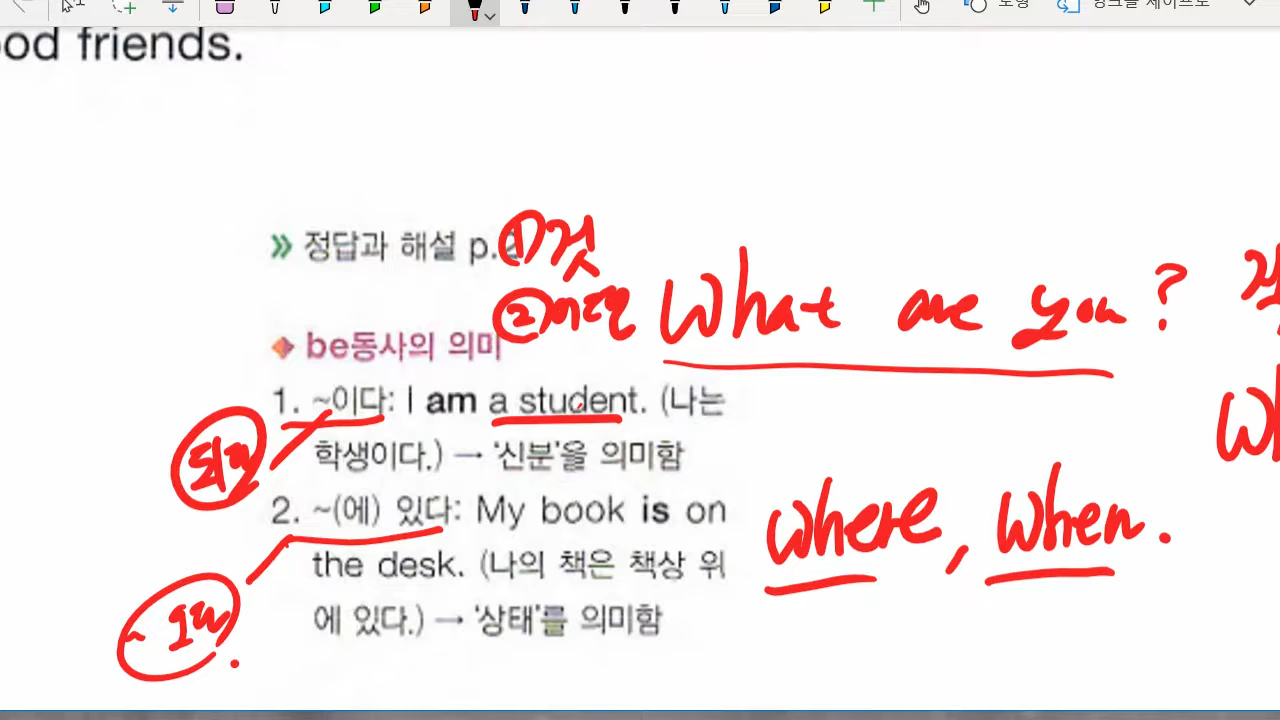 ood friends.
» 정답과 해설 p.2
① 것
What are you?
be동사의 의미
1. ~이다: I am a student. (나는
학생이다.) → '신분'을 의미함
2. ~(에) 있다: My book is on
the desk. (나의 책은 책상 위
에 있다.) → '상태'를 의미함
where, when.